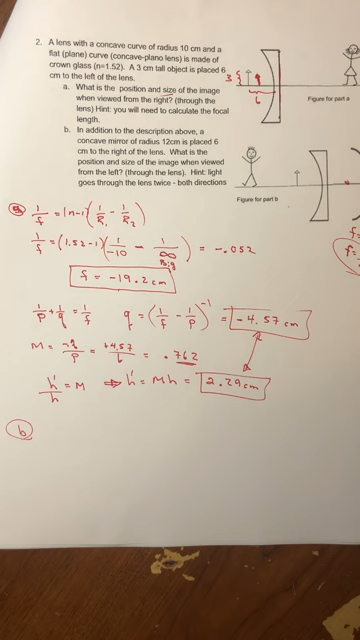 2. A lens with a concave curve of radius 10 cm and a
flat (plane) curve (concave-plano lens) is made of
crown glass (n=1.52). A 3 cm tall object is placed 6
cm to the left of the lens.
a. What is the position and size of the image
when viewed from the right? (through the
lens) Hint: you will need to calculate the focal
length.
b. In addition to the description above, a
concave mirror of radius 12cm is placed 6
cm to the right of the lens. What is the
position and size of the image when viewed
from the left? (through the lens). Hint: light
goes through the lens twice - both directions
3
6
Figure for part a
Figure for part b
f=
f=
a
1/f = (n-1)(1/R1 - 1/R2)
1/f = (1.52-1)(1/-10 - 1/∞) = -.052
Big
f = -19.2cm
1/p + 1/q = 1/f q = (1/f - 1/p)^-1 = -4.57 cm
M = -q/p = +4.57/6 = .762
h'/h = M ⇒ h' = Mh = 2.29cm
b